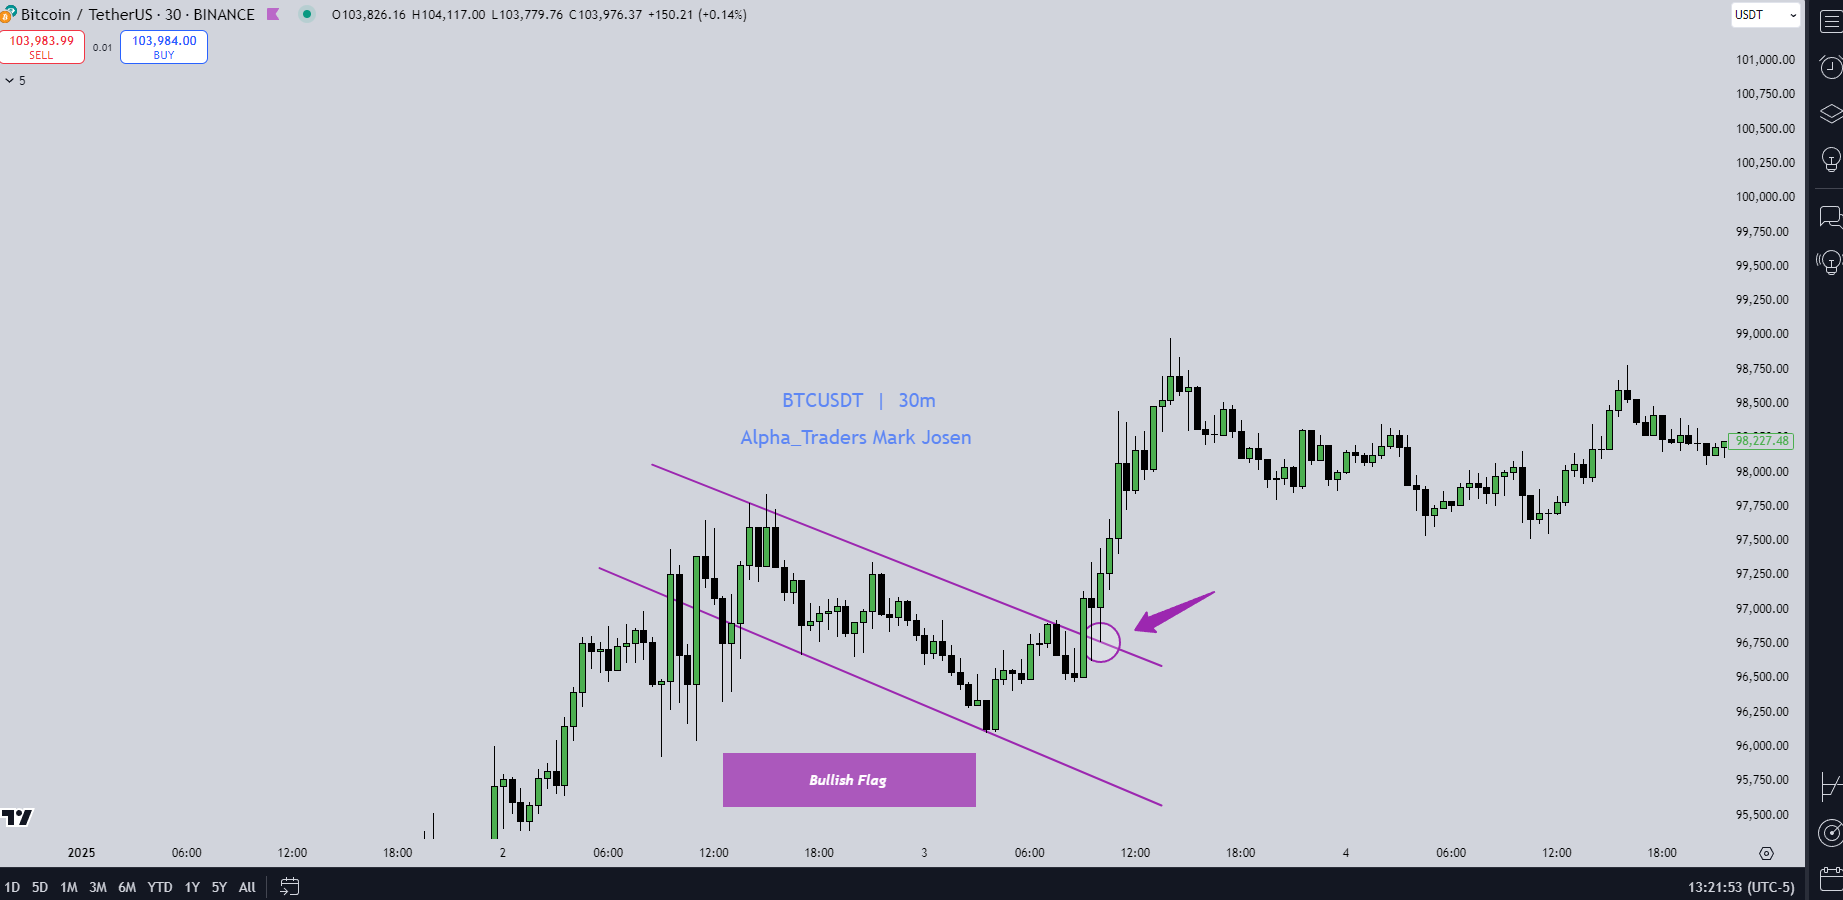 Bitcoin / TetherUS · 30 · BINANCE O103,826.16 H104,117.00 L103,779.76 C103,976.37 +150.21 (+0.14%)
USDT
103,983.99
SELL
0.01
103,984.00
BUY
5
101,000.00
100,750.00
100,500.00
100,250.00
100,000.00
99,750.00
99,500.00
99,250.00
99,000.00
98,750.00
98,500.00
98,227.48
98,000.00
97,750.00
97,500.00
97,250.00
97,000.00
96,750.00
96,500.00
96,250.00
96,000.00
95,750.00
95,500.00
BTCUSDT | 30m
Alpha_Traders Mark Josen
Bullish Flag
2025 06:00 12:00 18:00 2 06:00 12:00 18:00 3 06:00 12:00 18:00 4 06:00 12:00 18:00
1D 5D 1M 3M 6M YTD 1Y 5Y All
13:21:53 (UTC-5)